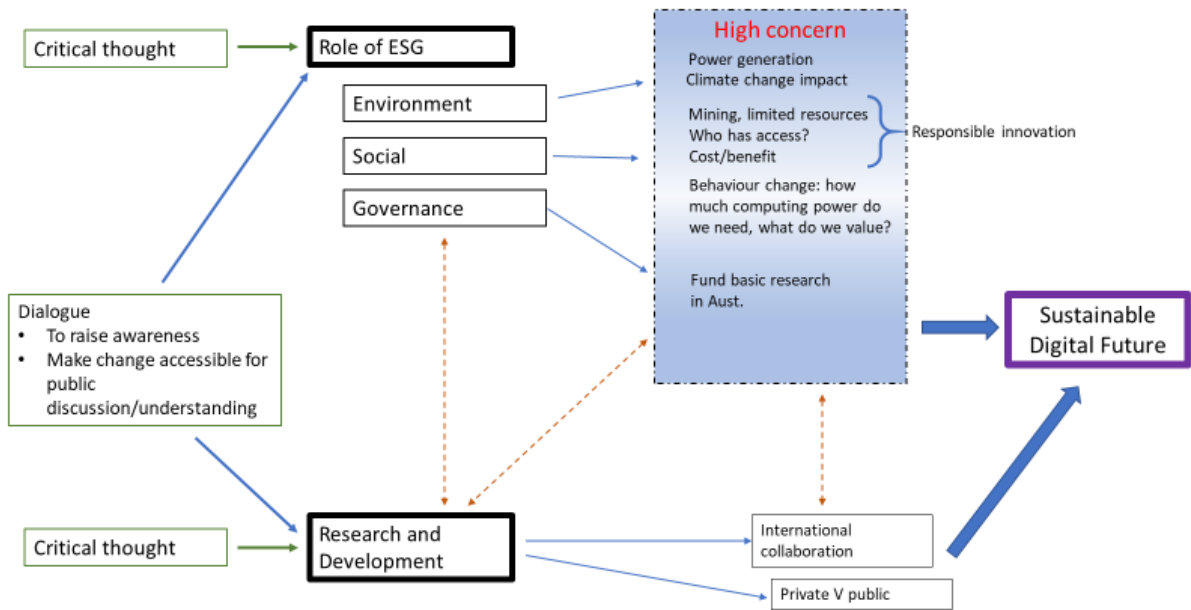 Critical thought
Role of ESG
Environment
Social
Governance
High concern
Power generation
Climate change impact
Mining, limited resources
Who has access?
Cost/benefit
Responsible innovation
Behaviour change: how
much computing power do
we need, what do we value?
Fund basic research
in Aust.
Dialogue
• To raise awareness
• Make change accessible for
public
discussion/understanding
Sustainable
Digital Future
Critical thought
Research and
Development
International
collaboration
Private V public